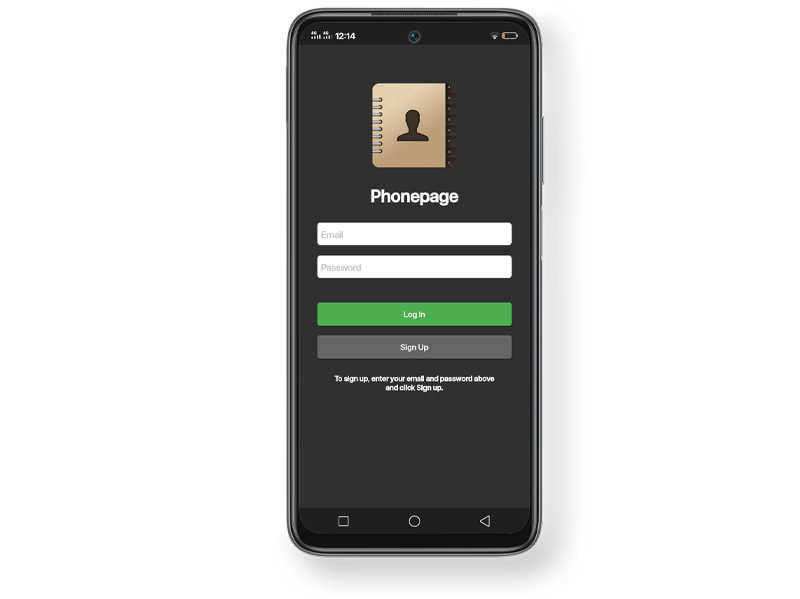 4G 4G 12:14
Phonepage
Email
Password
Log In
Sign Up
To sign up, enter your email and password above
and click Sign up.